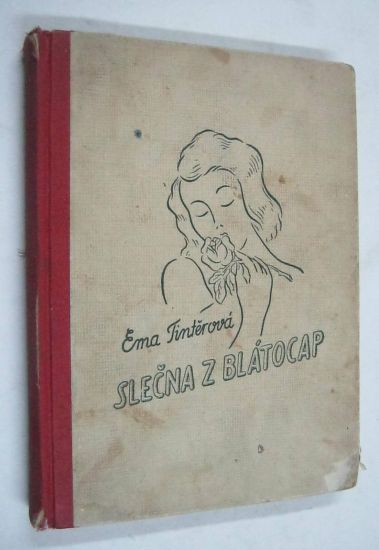 Ema Tintěrová
SLEČNA Z BLÁTOCAP